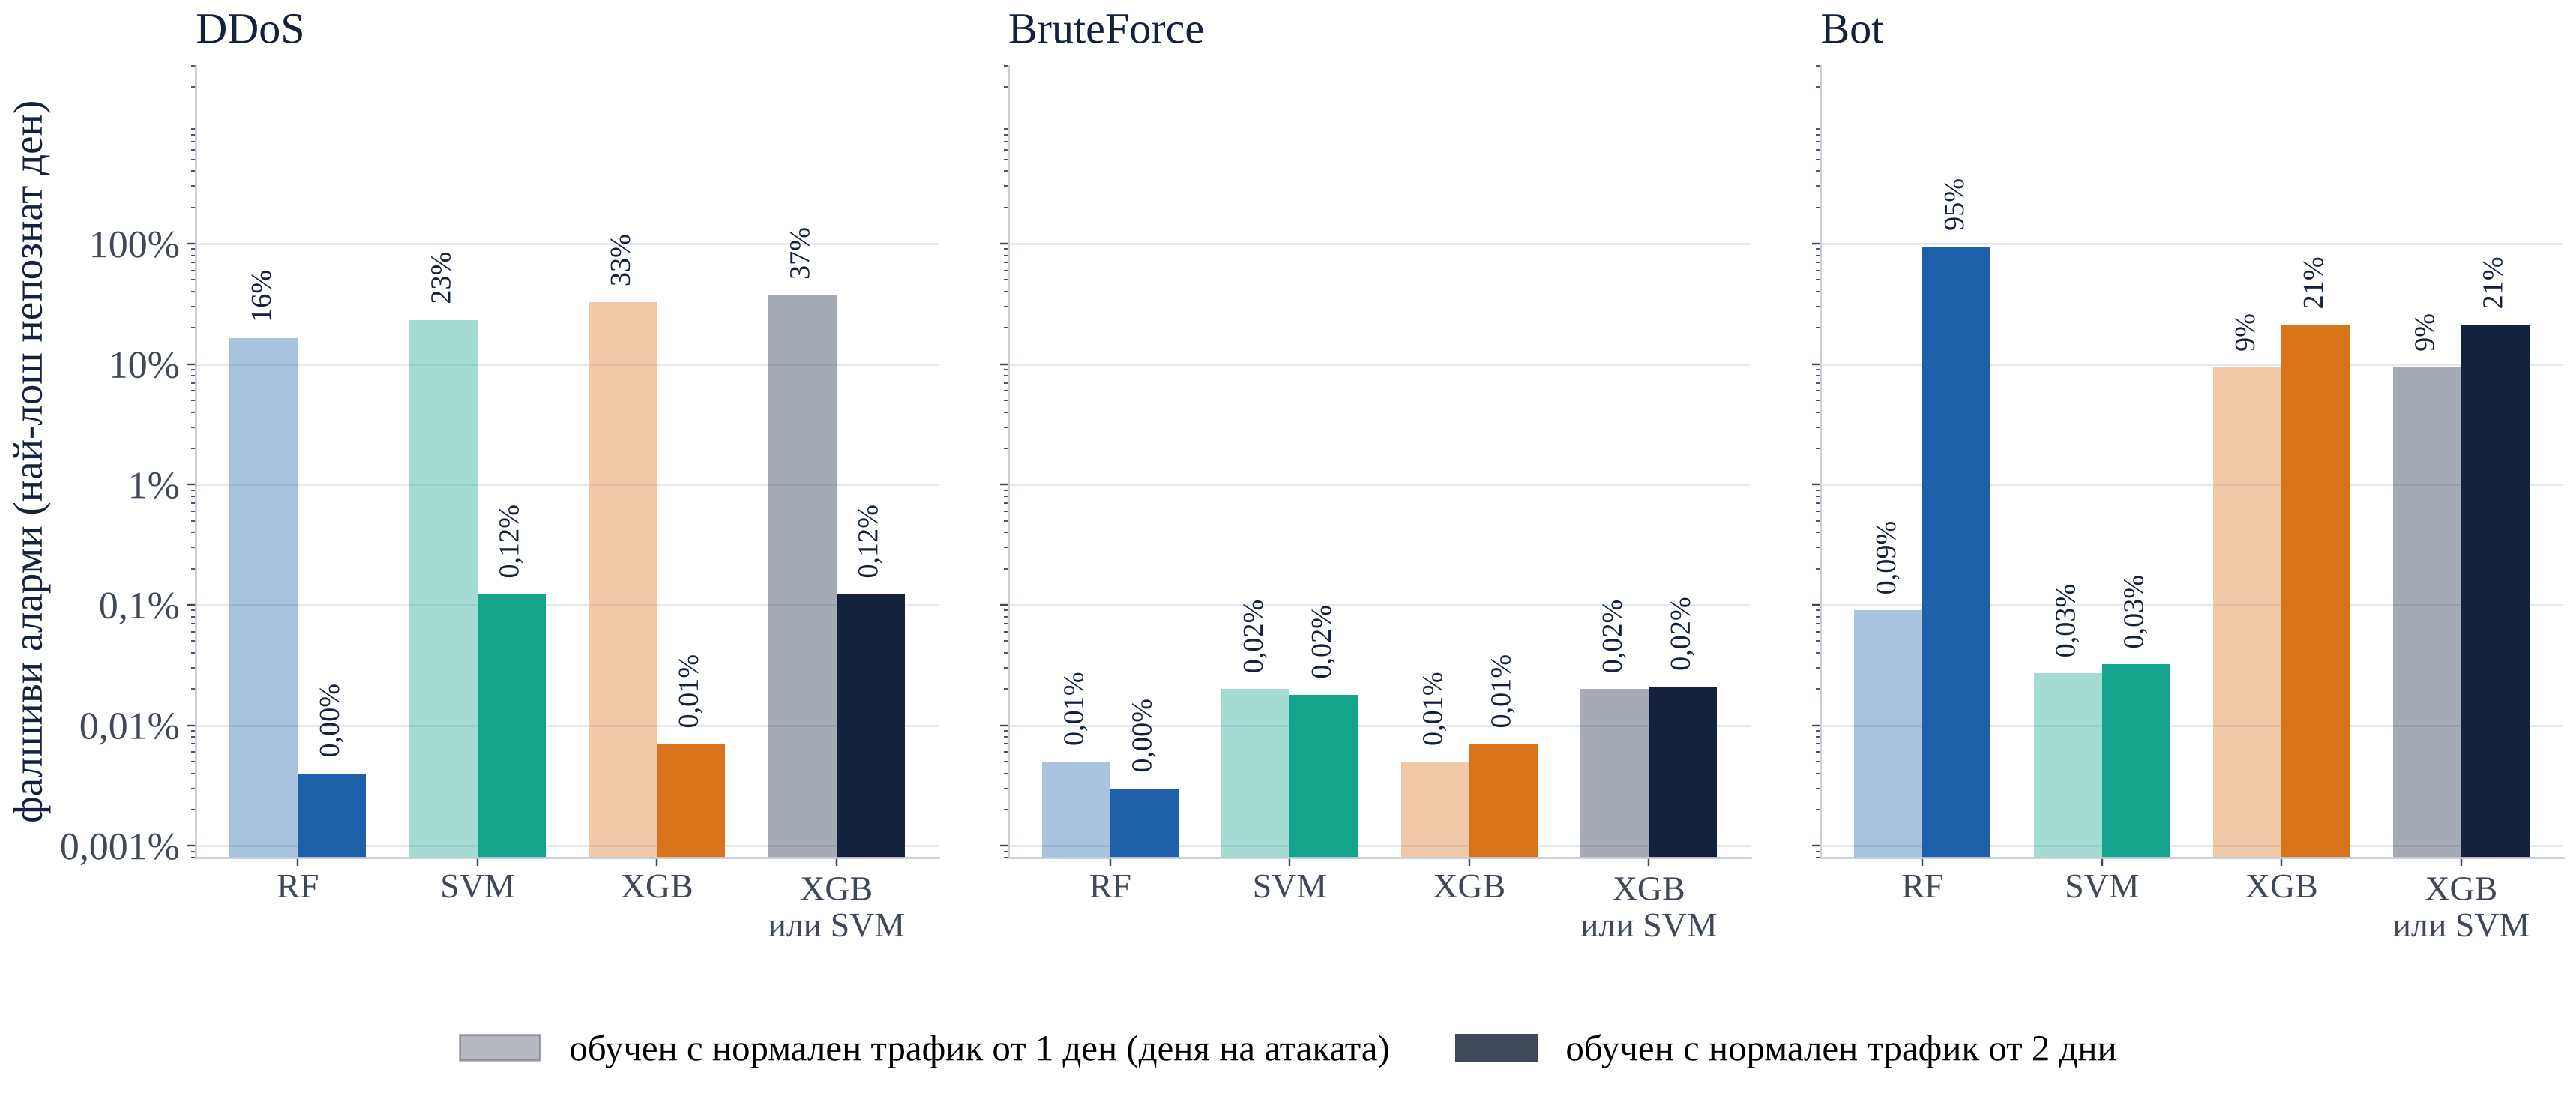 DDoS
BruteForce
Bot
фалшиви аларми (най-лош непознат ден)
100%
10%
1%
0,1%
0,01%
0,001%
16%
0,00%
23%
0,12%
33%
0,01%
37%
0,12%
RF
SVM
XGB
XGB
или SVM
0,01%
0,00%
0,02%
0,02%
0,01%
0,01%
0,02%
0,02%
RF
SVM
XGB
XGB
или SVM
0,09%
95%
0,03%
0,03%
9%
21%
9%
21%
RF
SVM
XGB
XGB
или SVM
обучен с нормален трафик от 1 ден (деня на атаката)
обучен с нормален трафик от 2 дни